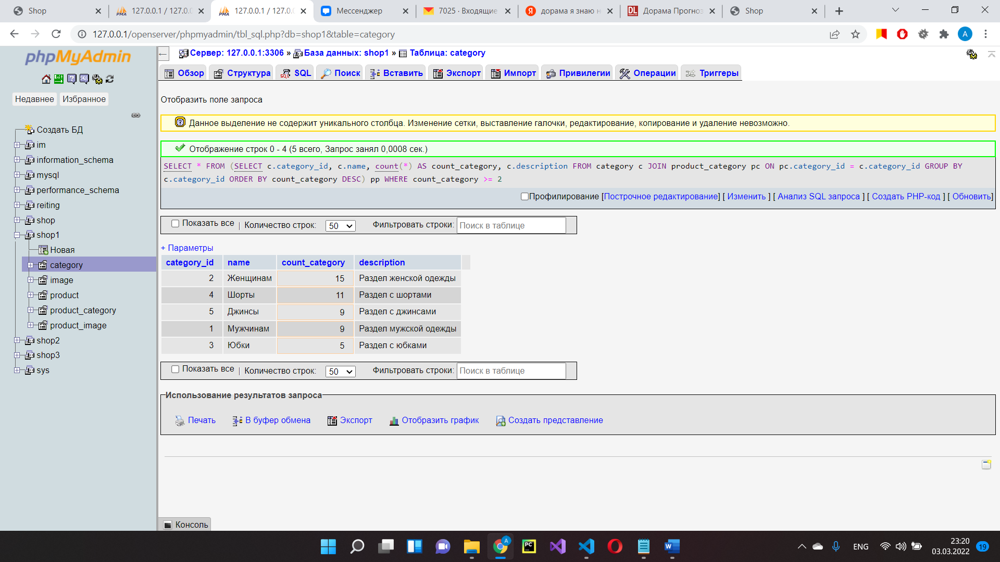 Shop
127.0.0.1 / 127.0.0
127.0.0.1 / 127.0.0
Мессенджер
7025 · Входящие
дорама я знаю н
Дорама Прогноз
Shop
127.0.0.1/openserver/phpmyadmin/tbl_sql.php?db=shop1&table=category
A
phpMyAdmin
Недавнее Избранное
Создать БД
im
information_schema
mysql
performance_schema
reiting
shop
shop1
Новая
category
image
product
product_category
product_image
shop2
shop3
sys
Сервер: 127.0.0.1:3306 » База данных: shop1 » Таблица: category
Обзор Структура SQL Поиск Вставить Экспорт Импорт Привилегии Операции Триггеры
Отобразить поле запроса
Данное выделение не содержит уникального столбца. Изменение сетки, выставление галочки, редактирование, копирование и удаление невозможно.
Отображение строк 0 - 4 (5 всего, Запрос занял 0,0008 сек.)
SELECT * FROM (SELECT c.category_id, c.name, count(*) AS count_category, c.description FROM category c JOIN product_category pc ON pc.category_id = c.category_id GROUP BY
c.category_id ORDER BY count_category DESC) pp WHERE count_category >= 2
Профилирование [Построчное редактирование] [ Изменить ] [ Анализ SQL запроса ] [ Создать PHP-код ] [ Обновить]
Показать все | Количество строк: 50 Фильтровать строки: Поиск в таблице
+ Параметры
category_id name count_category description
2 Женщинам 15 Раздел женской одежды
4 Шорты 11 Раздел с шортами
5 Джинсы 9 Раздел с джинсами
1 Мужчинам 9 Раздел мужской одежды
3 Юбки 5 Раздел с юбками
Показать все | Количество строк: 50 Фильтровать строки: Поиск в таблице
Использование результатов запроса
Печать В буфер обмена Экспорт Отобразить график Создать представление
Консоль
ENG
23:20
03.03.2022
19